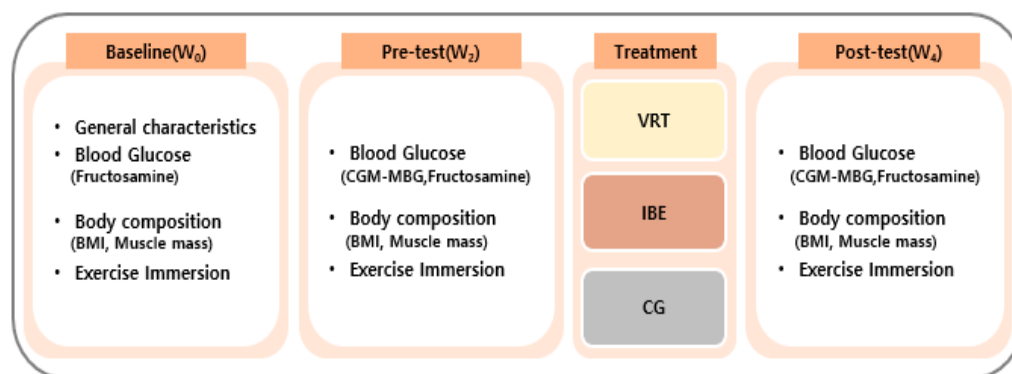 Baseline(W₀)
• General characteristics
• Blood Glucose
(Fructosamine)
• Body composition
(BMI, Muscle mass)
• Exercise Immersion
Pre-test(W₂)
• Blood Glucose
(CGM-MBG,Fructosamine)
• Body composition
(BMI, Muscle mass)
• Exercise Immersion
Treatment
VRT
IBE
CG
Post-test(W₄)
• Blood Glucose
(CGM-MBG,Fructosamine)
• Body composition
(BMI, Muscle mass)
• Exercise Immersion